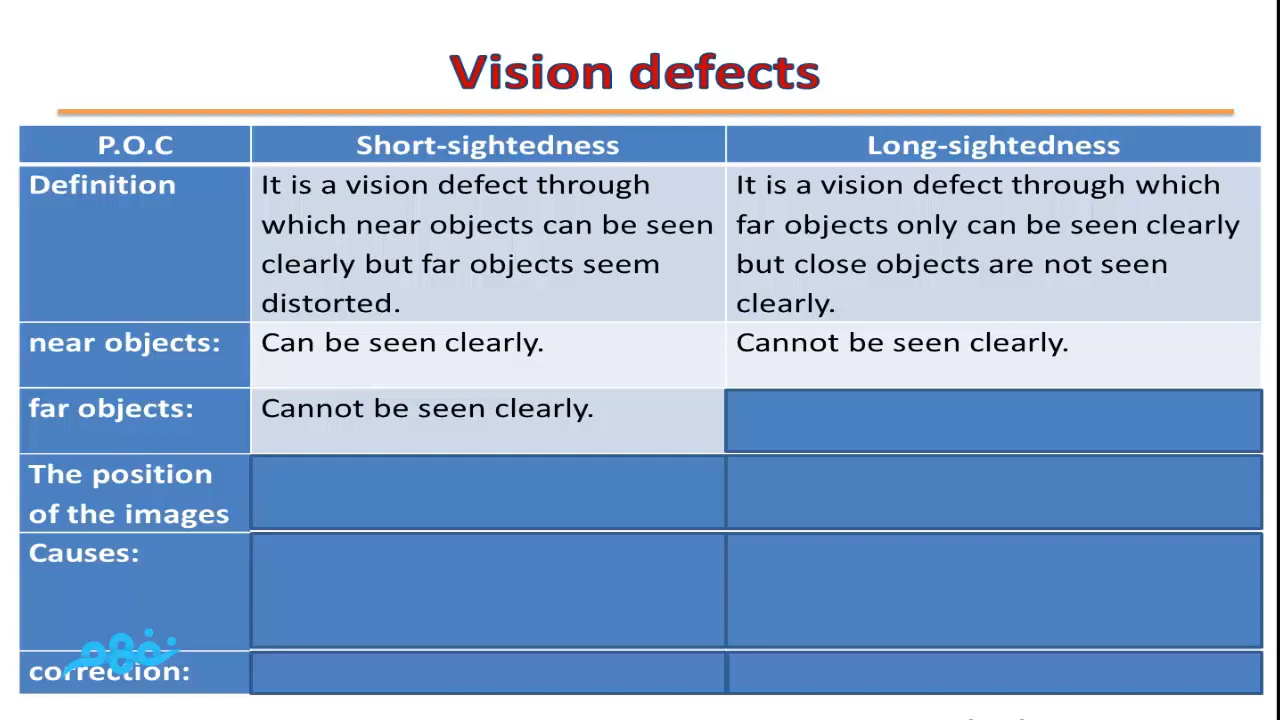 Vision defects
P.O.C
Short-sightedness
Long-sightedness
Definition
It is a vision defect through
which near objects can be seen
clearly but far objects seem
distorted.
It is a vision defect through which
far objects only can be seen clearly
but close objects are not seen
clearly.
near objects:
Can be seen clearly.
Cannot be seen clearly.
far objects:
Cannot be seen clearly.
The position
of the images
Causes:
correction:
نفهم